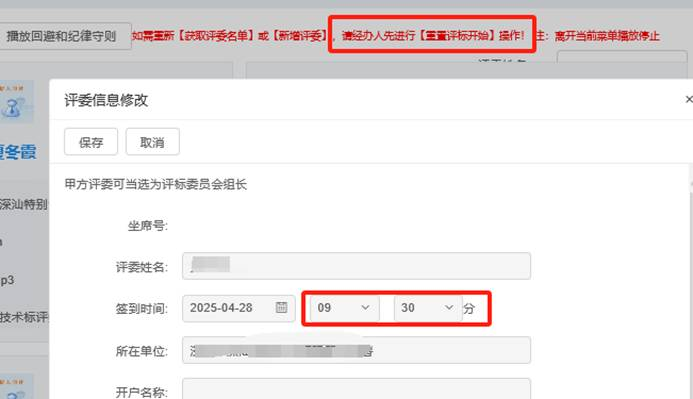 播放回避和纪律守则 如需重新【获取评委名单】或【新增评委】，请经办人先进行【重置评标开始】操作！ 注：离开当前菜单播放停止
评委信息修改 ×
夏冬霞
保存 取消
甲方评委可当选为评标委员会组长
深汕特别
坐席号:
评委姓名:
p3
签到时间: 2025-04-28 09 30 分
技术标评
所在单位:
开户名称: